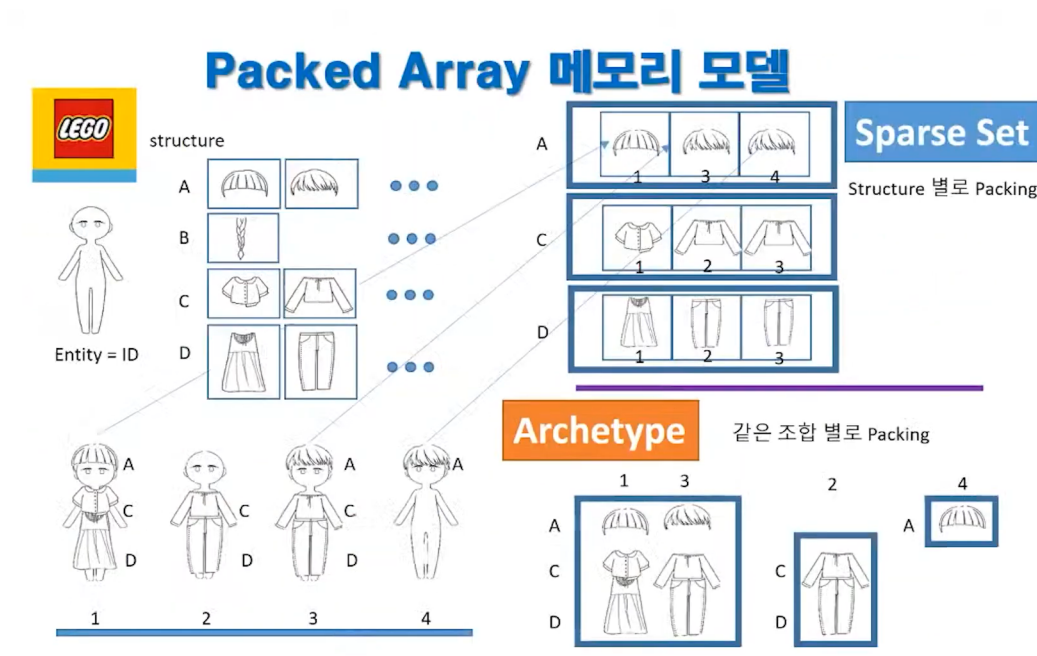 Packed Array 메모리 모델
LEGO
structure
A
B
C
D
Entity = ID
A
C
D
C
D
A
C
D
A
1 2 3 4
Sparse Set
Structure 별로 Packing
A
1 3 4
C
1 2 3
D
1 2 3
Archetype
같은 조합 별로 Packing
1 3
A
C
D
2
C
D
4
A